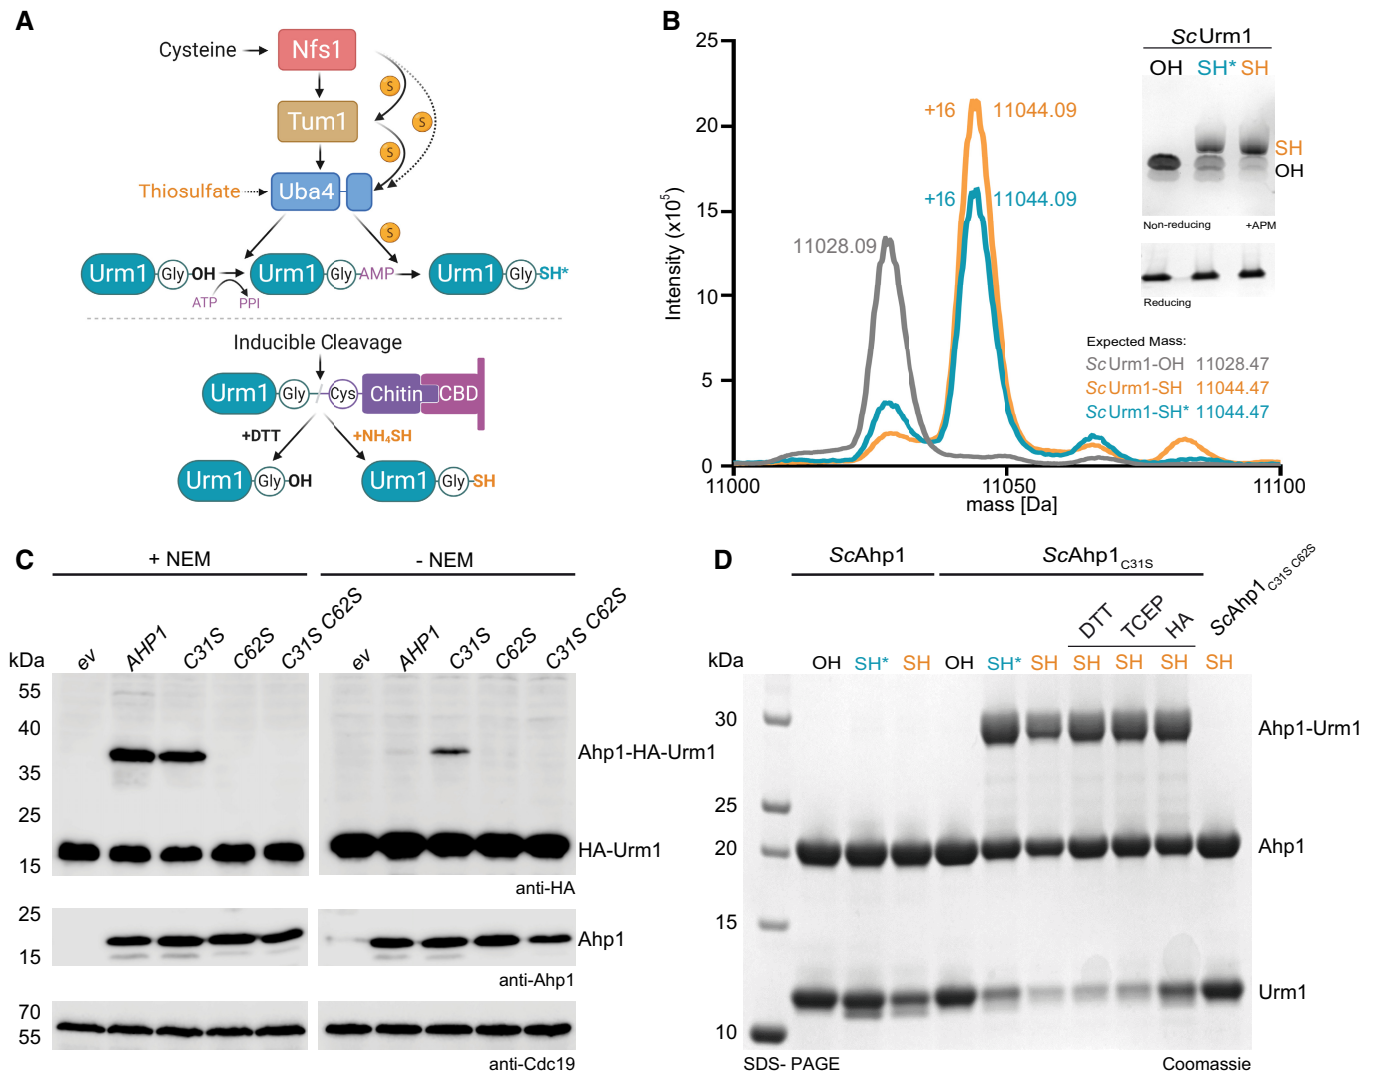 A
Cysteine
Nfs1
S
Tum1
S
S
Thiosulfate
Uba4
S
Urm1 Gly OH
Urm1 Gly AMP
Urm1 Gly SH*
ATP PPI
Inducible Cleavage
Urm1 Gly Cys Chitin CBD
+DTT +NH₄SH
Urm1 Gly OH
Urm1 Gly SH
B
Intensity (x10⁵)
25
20
15
10
5
0
11000 11050 11100
mass [Da]
11028.09
+16 11044.09
+16 11044.09
ScUrm1
OH SH* SH
SH
OH
Non-reducing +APM
Reducing
Expected Mass:
ScUrm1-OH 11028.47
ScUrm1-SH 11044.47
ScUrm1-SH* 11044.47
C
+ NEM - NEM
ev AHP1 C31S C62S C31S C62S
ev AHP1 C31S C62S C31S C62S
kDa
55
40
35
25
15
Ahp1-HA-Urm1
HA-Urm1
anti-HA
25
15
Ahp1
anti-Ahp1
70
55
anti-Cdc19
D
ScAhp1 ScAhp1 C31S ScAhp1 C31S C62S
DTT TCEP HA
kDa OH SH* SH OH SH* SH SH SH SH SH
30
25
20
15
10
Ahp1-Urm1
Ahp1
Urm1
SDS- PAGE Coomassie